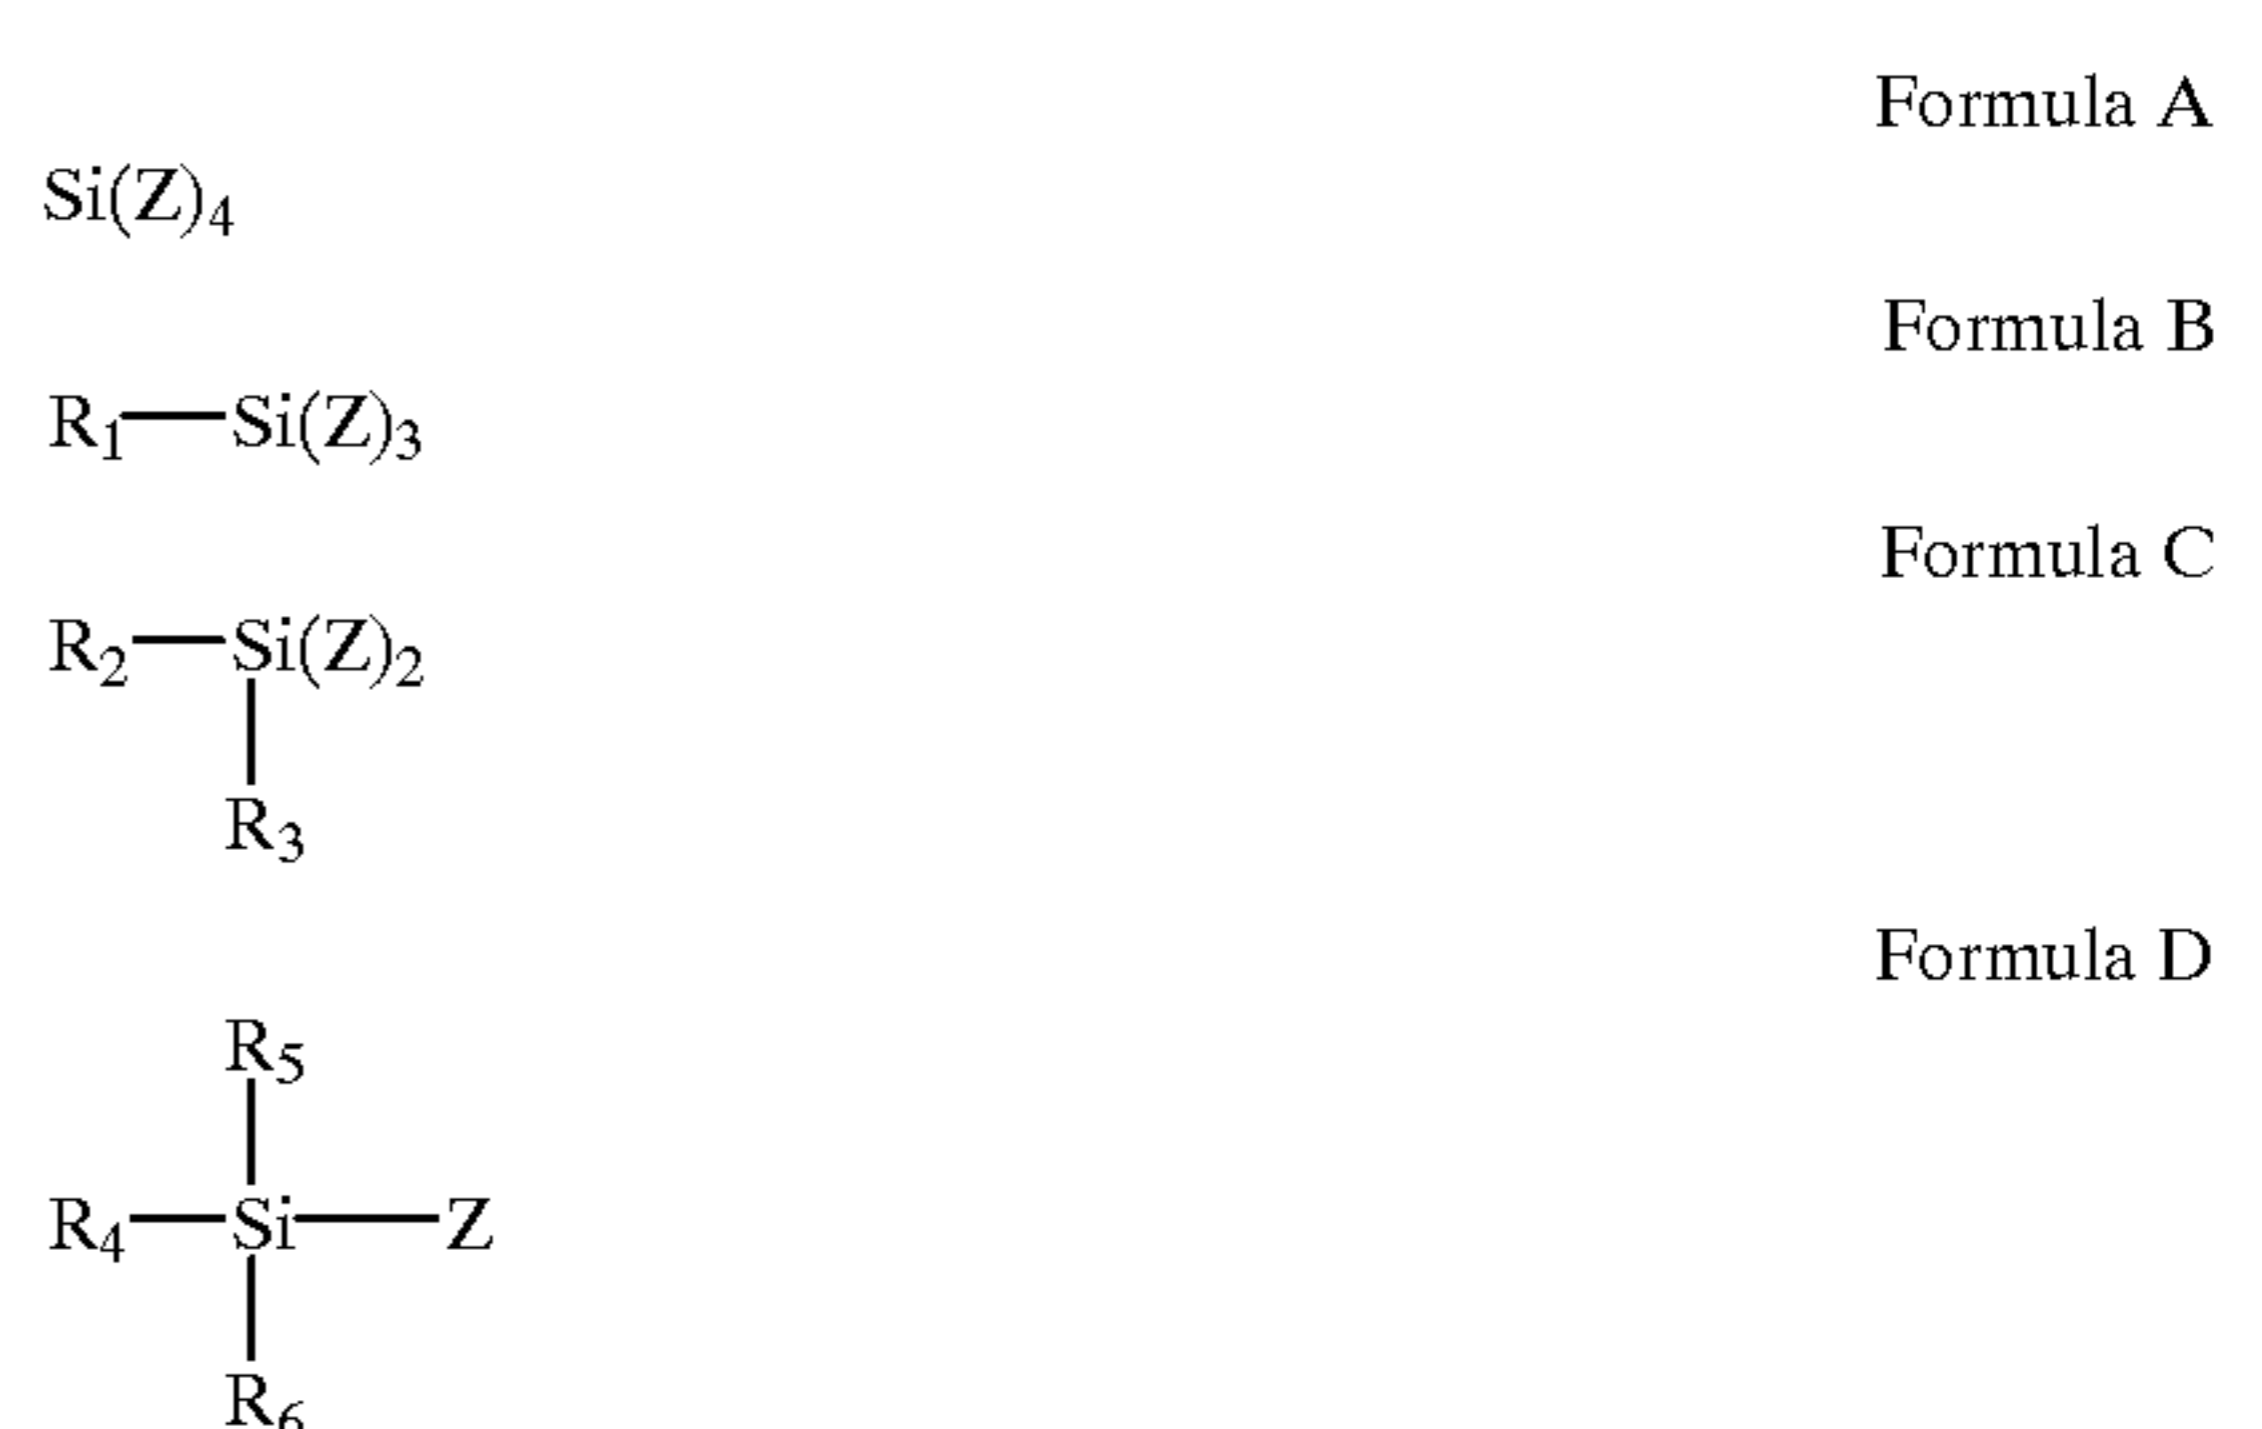 Formula A
Si(Z)4
Formula B
R1—Si(Z)3
Formula C
R2—Si(Z)2
R3
Formula D
R5
R4—Si—Z
R6